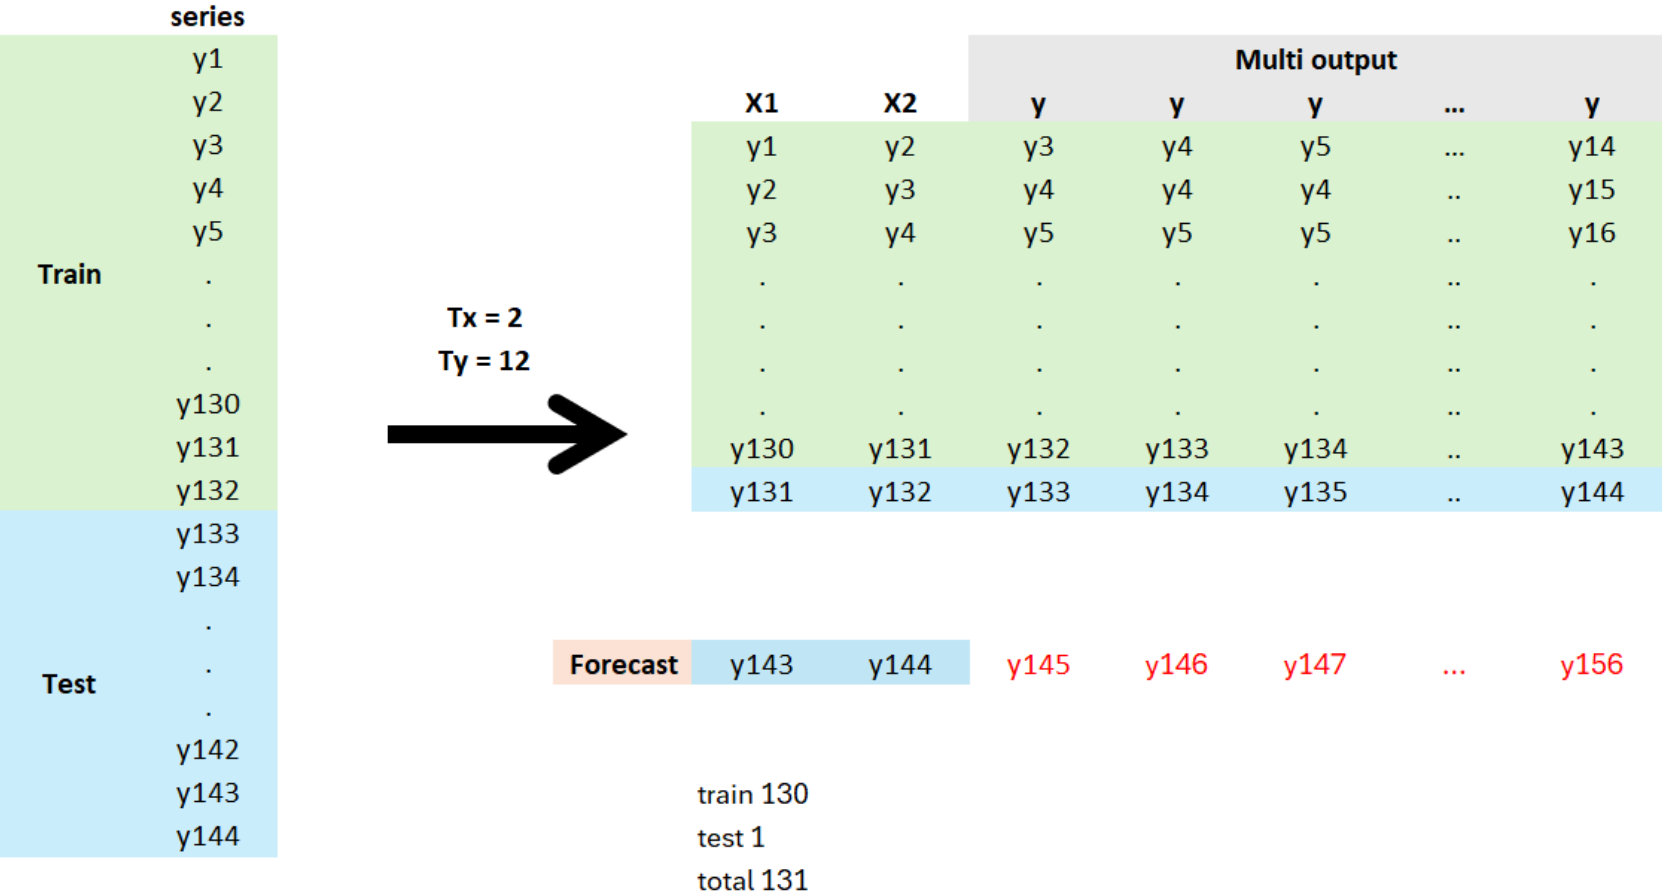 series
y1
y2
y3
y4
y5
Train .
.
.
y130
y131
y132
y133
y134
.
.
Test
.
y142
y143
y144
Tx = 2
Ty = 12
Multi output
X1 X2 y y y ... y
y1 y2 y3 y4 y5 ... y14
y2 y3 y4 y4 y4 .. y15
y3 y4 y5 y5 y5 .. y16
. . . . . .. .
. . . . . .. .
. . . . . .. .
. . . . . .. .
y130 y131 y132 y133 y134 .. y143
y131 y132 y133 y134 y135 .. y144
Forecast y143 y144 y145 y146 y147 ... y156
train 130
test 1
total 131